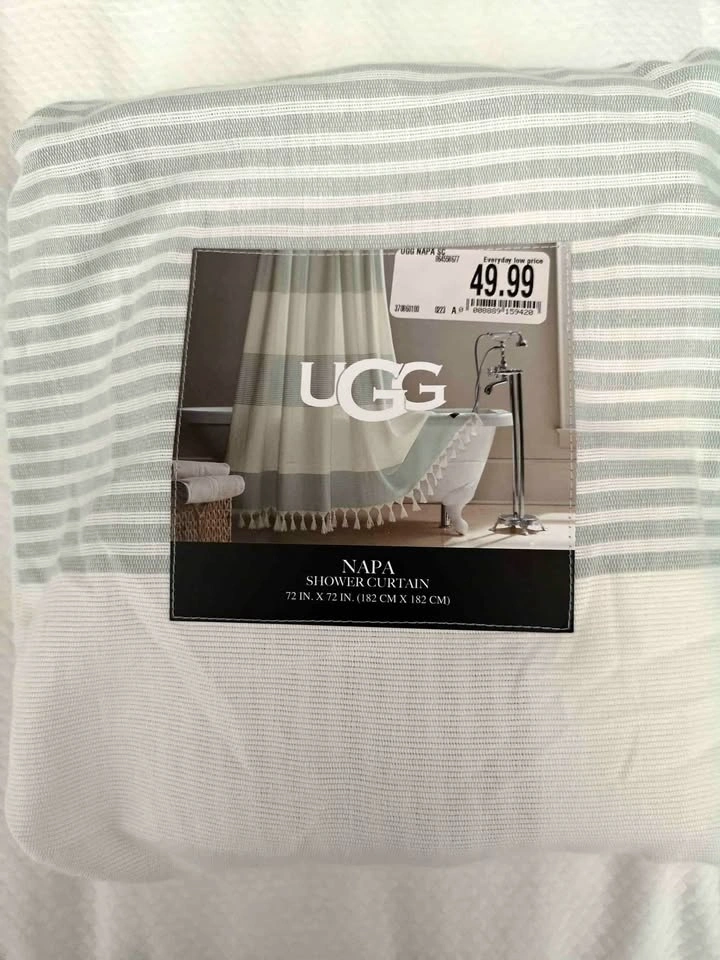 UGG NAPA SC
Everyday low price
49.99
0223 A
UGG
NAPA
SHOWER CURTAIN
72 IN. X 72 IN. (182 CM X 182 CM)